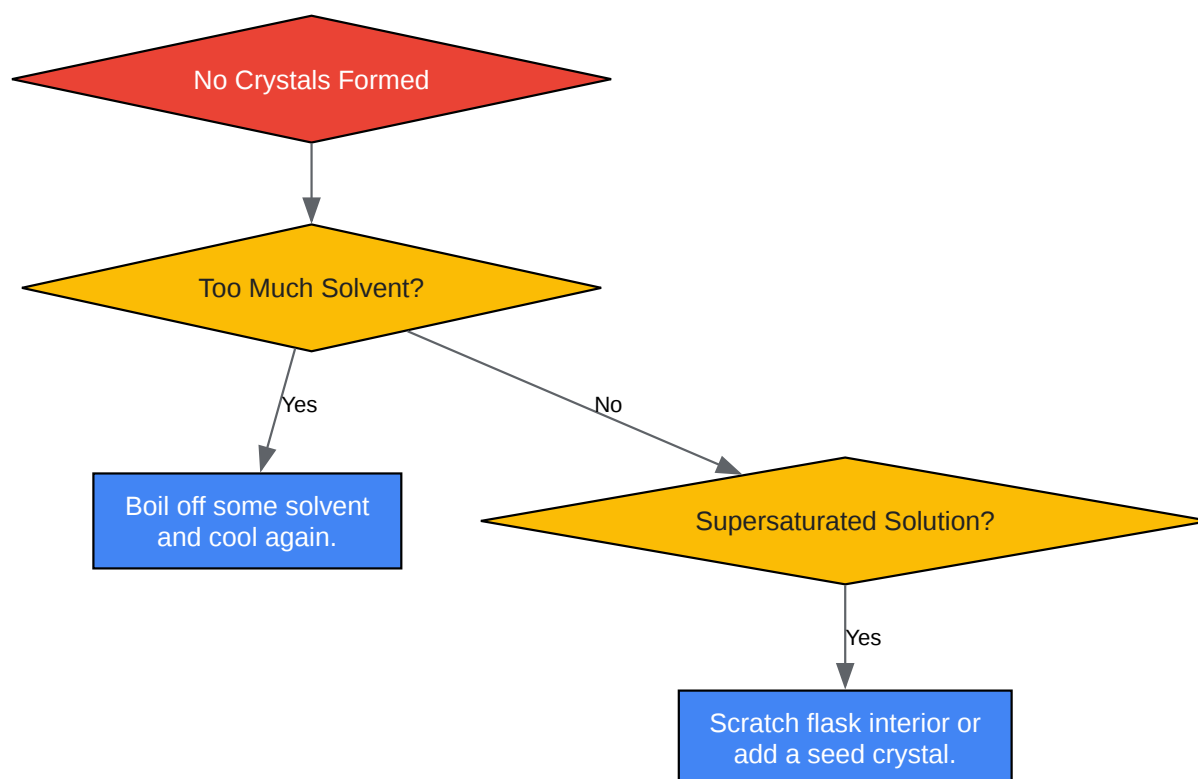 No Crystals Formed
Too Much Solvent?
Yes
No
Boil off some solvent
and cool again.
Supersaturated Solution?
Yes
Scratch flask interior or
add a seed crystal.